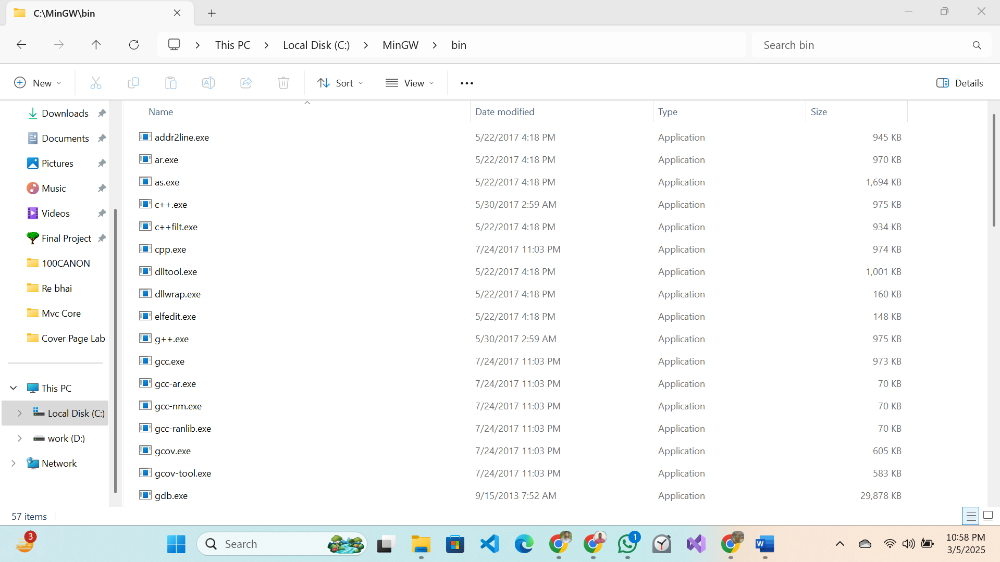 C:\MinGW\bin
This PC > Local Disk (C:) > MinGW > bin
Search bin
New
Sort
View
Details
Downloads
Documents
Pictures
Music
Videos
Final Project
100CANON
Re bhai
Mvc Core
Cover Page Lab
This PC
Local Disk (C:)
work (D:)
Network
Name Date modified Type Size
addr2line.exe 5/22/2017 4:18 PM Application 945 KB
ar.exe 5/22/2017 4:18 PM Application 970 KB
as.exe 5/22/2017 4:18 PM Application 1,694 KB
c++.exe 5/30/2017 2:59 AM Application 975 KB
c++filt.exe 5/22/2017 4:18 PM Application 934 KB
cpp.exe 7/24/2017 11:03 PM Application 974 KB
dlltool.exe 5/22/2017 4:18 PM Application 1,001 KB
dllwrap.exe 5/22/2017 4:18 PM Application 160 KB
elfedit.exe 5/22/2017 4:18 PM Application 148 KB
g++.exe 5/30/2017 2:59 AM Application 975 KB
gcc.exe 7/24/2017 11:03 PM Application 973 KB
gcc-ar.exe 7/24/2017 11:03 PM Application 70 KB
gcc-nm.exe 7/24/2017 11:03 PM Application 70 KB
gcc-ranlib.exe 7/24/2017 11:03 PM Application 70 KB
gcov.exe 7/24/2017 11:03 PM Application 605 KB
gcov-tool.exe 7/24/2017 11:03 PM Application 583 KB
gdb.exe 9/15/2013 7:52 AM Application 29,878 KB
57 items
3
Search
1
W
10:58 PM
3/5/2025